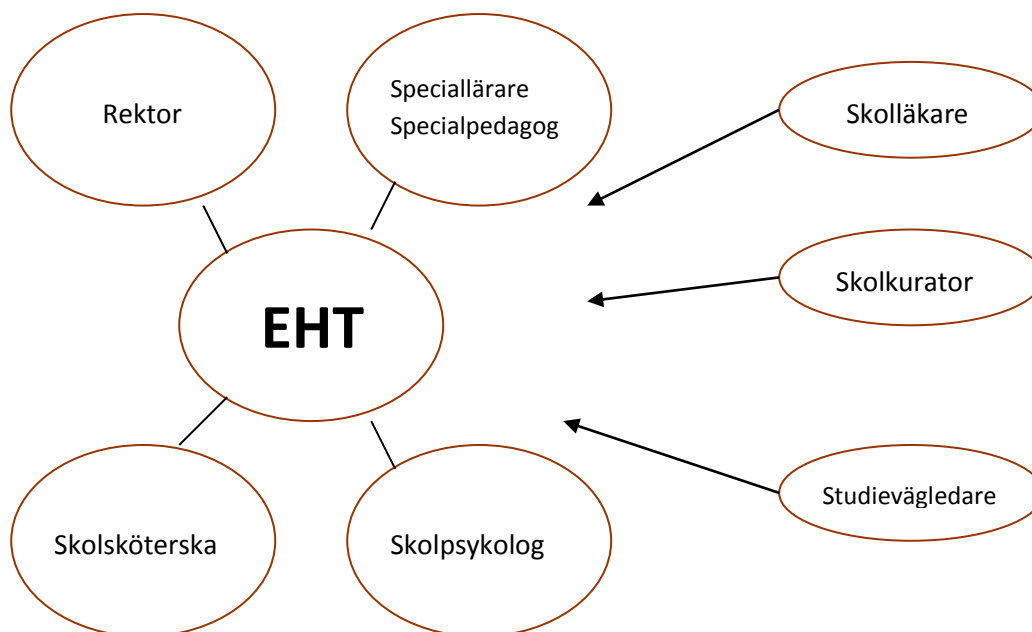 Rektor
Speciallärare
Specialpedagog
Skolläkare
EHT
Skolkurator
Skolsköterska
Skolpsykolog
Studievägledare